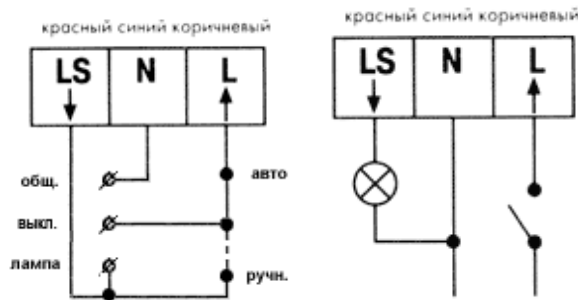 красный синий коричневый
LS N L
общ.
авто
выкл.
лампа
ручн.
красный синий коричневый
LS N L